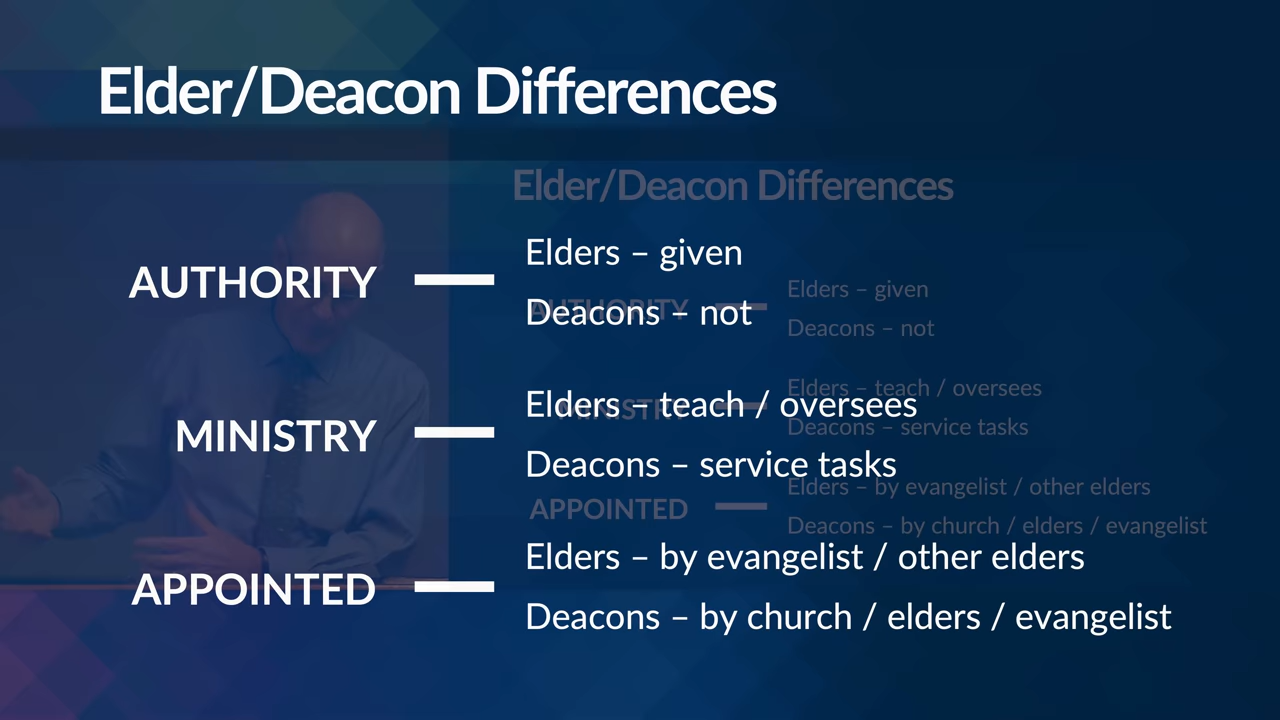 Elder/Deacon Differences
AUTHORITY
Elders – given
Deacons – not
MINISTRY
Elders – teach / oversees
Deacons – service tasks
APPOINTED
Elders – by evangelist / other elders
Deacons – by church / elders / evangelist
Elder/Deacon Differences
AUTHORITY
Elders – given
Deacons – not
MINISTRY
Elders – teach / oversees
Deacons – service tasks
APPOINTED
Elders – by evangelist / other elders
Deacons – by church / elders / evangelist